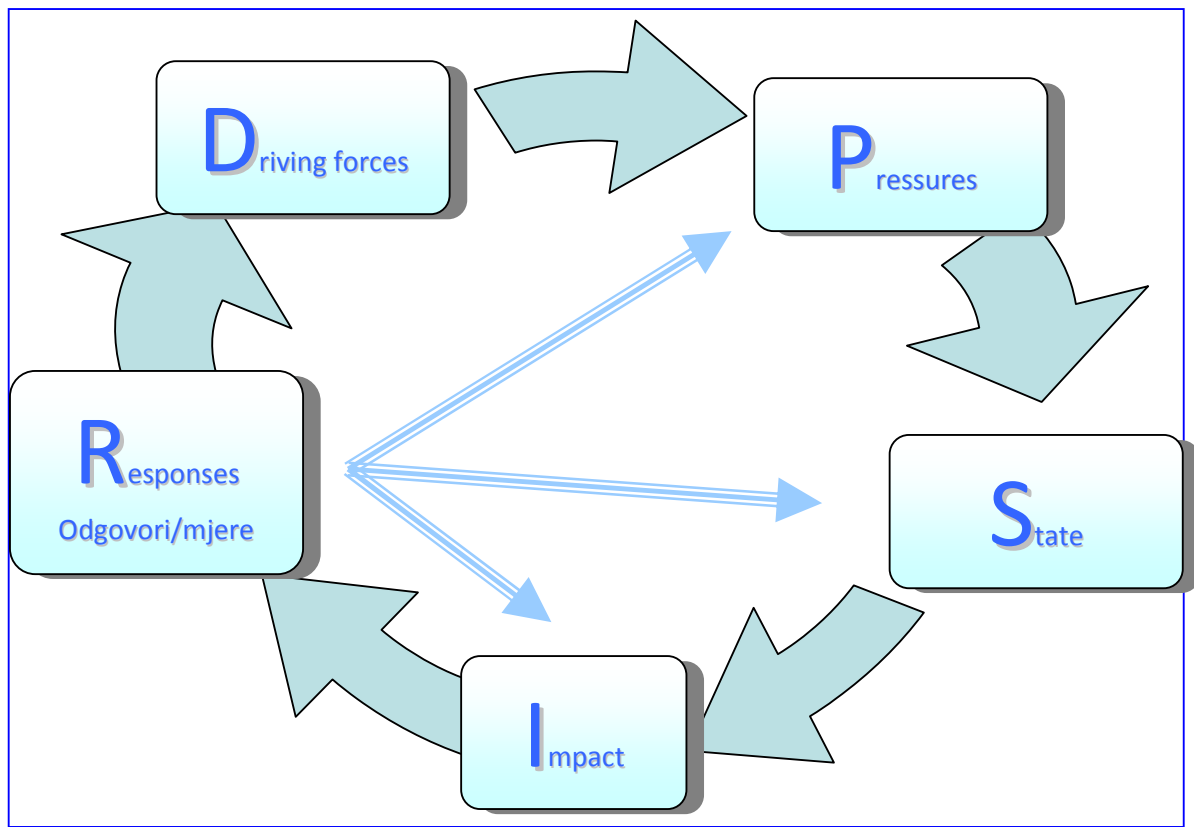 Driving forces
Pressures
Responses
Odgovori/mjere
State
Impact